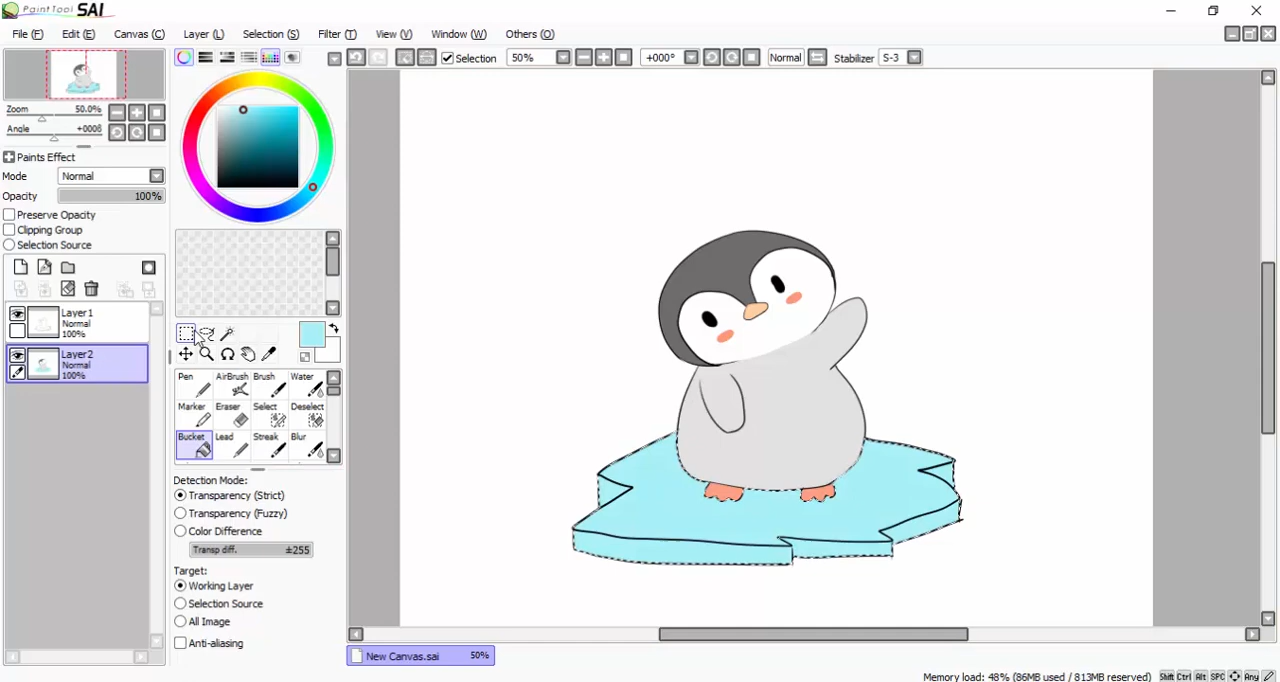 PaintTool SAI
File (F) Edit (E) Canvas (C) Layer (L) Selection (S) Filter (T) View (V) Window (W) Others (O)
Selection 50% +000° Normal Stabilizer S-3
Zoom 50.0%
Angle +000°
Paints Effect
Mode Normal
Opacity 100%
Preserve Opacity
Clipping Group
Selection Source
Layer1
Normal
100%
Layer2
Normal
100%
Pen AirBrush Brush Water
Marker Eraser Select Deselect
Bucket Lead Streak Blur
Detection Mode:
Transparency (Strict)
Transparency (Fuzzy)
Color Difference
Transp diff. ±255
Target:
Working Layer
Selection Source
All Image
Anti-aliasing
New Canvas.sai 50%
Memory load: 48% (86MB used / 813MB reserved) Shift Ctrl Alt SPC Any